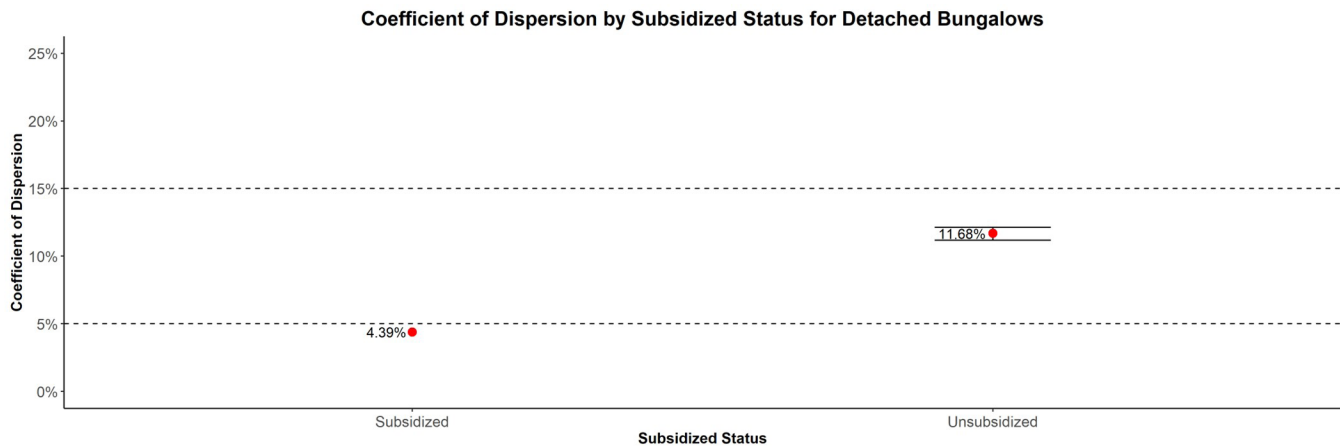 Coefficient of Dispersion by Subsidized Status for Detached Bungalows
25%
20%
15%
10%
5%
0%
Coefficient of Dispersion
4.39%
11.68%
Subsidized
Unsubsidized
Subsidized Status